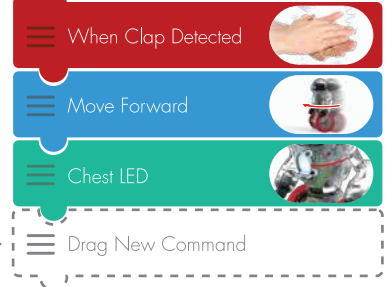 When Clap Detected
Move Forward
Chest LED
Drag New Command